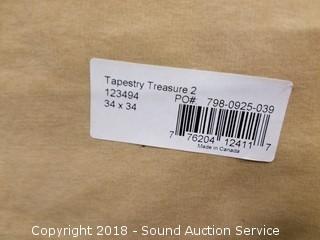 Tapestry Treasure 2
123494 PO#: 798-0925-039
34 x 34
7 76204 12411 7
Made in Canada
Copyright 2018 - Sound Auction Service